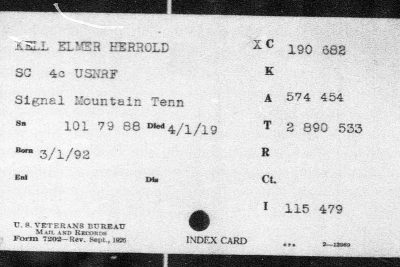 KELL ELMER HERROLD XC 190 682
SC 4c USNRF K
Signal Mountain Tenn A 574 454
Sn 101 79 88 Died 4/1/19 T 2 890 533
Born 3/1/92 R
Enl Dis Ct.
I 115 479
U. S. VETERANS BUREAU
MAIL AND RECORDS
Form 7202—Rev. Sept., 1926 INDEX CARD 2—12960